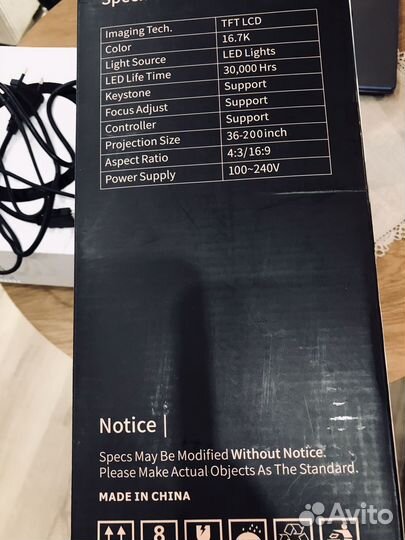 Imaging Tech. TFT LCD
Color 16.7K
Light Source LED Lights
LED Life Time 30,000 Hrs
Keystone Support
Focus Adjust Support
Controller Support
Projection Size 36-200inch
Aspect Ratio 4:3/16:9
Power Supply 100~240V
Notice |
Specs May Be Modified Without Notice.
Please Make Actual Objects As The Standard.
MADE IN CHINA
8
Avito